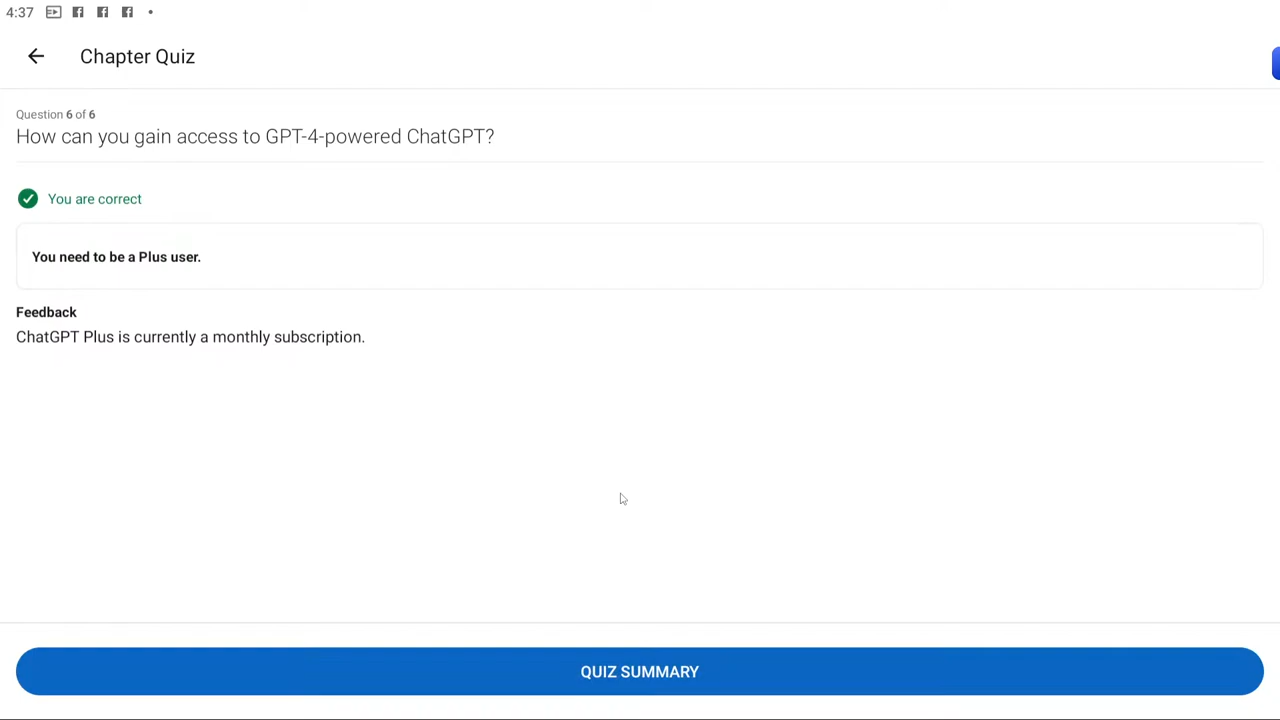 4:37
Chapter Quiz
Question 6 of 6
How can you gain access to GPT-4-powered ChatGPT?
You are correct
You need to be a Plus user.
Feedback
ChatGPT Plus is currently a monthly subscription.
QUIZ SUMMARY